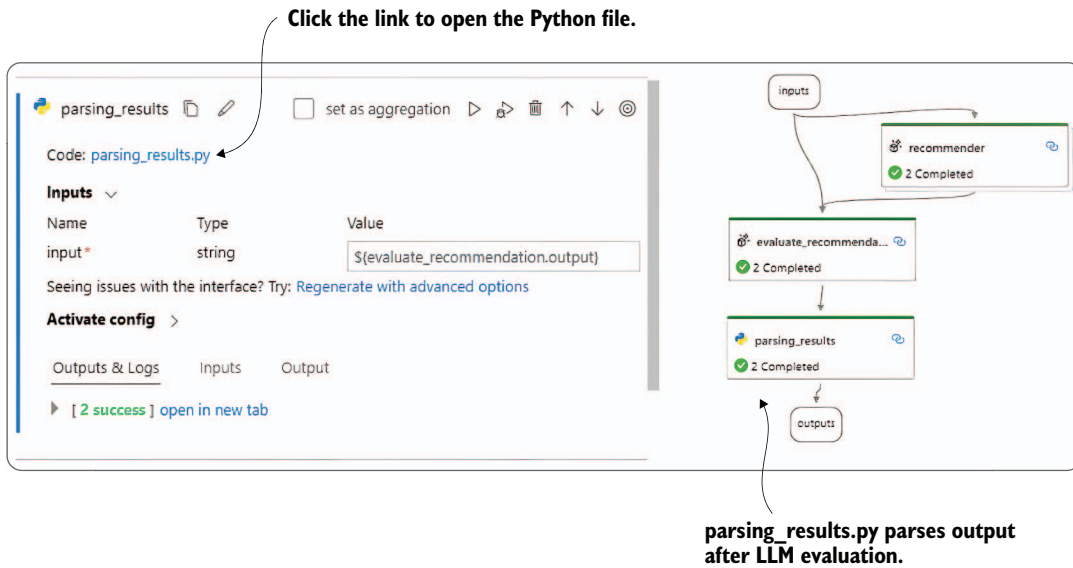 Click the link to open the Python file.
parsing_results
set as aggregation
Code: parsing_results.py
Inputs
Name Type Value
input* string ${evaluate_recommendation.output}
Seeing issues with the interface? Try: Regenerate with advanced options
Activate config
Outputs & Logs Inputs Output
[ 2 success ] open in new tab
inputs
recommender
2 Completed
evaluate_recommenda...
2 Completed
parsing_results
2 Completed
outputs
parsing_results.py parses output
after LLM evaluation.